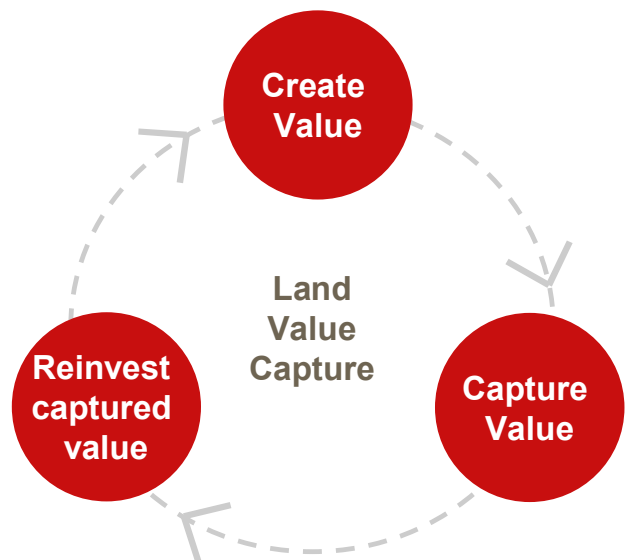 Create
Value
Land
Value
Capture
Reinvest
captured
value
Capture
Value